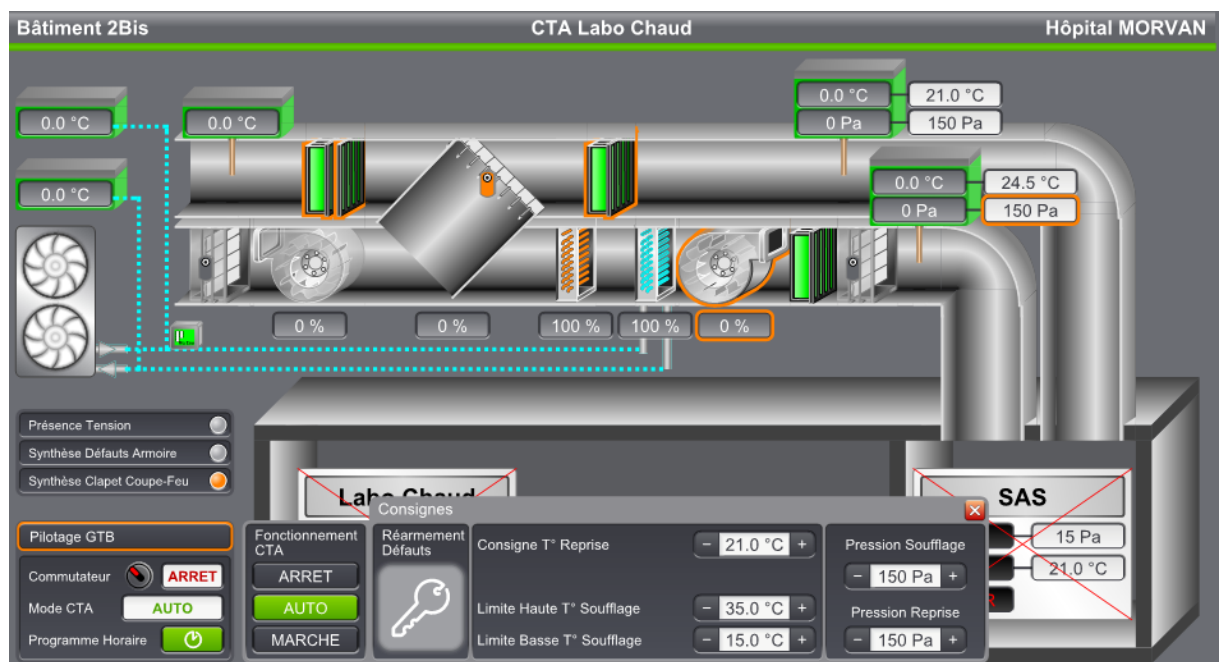 Bâtiment 2Bis
CTA Labo Chaud
Hôpital MORVAN
0.0 °C
0.0 °C
0.0 °C
21.0 °C
0 Pa
150 Pa
0.0 °C
0.0 °C
24.5 °C
0 Pa
150 Pa
0 %
0 %
100 %
100 %
0 %
Présence Tension
Synthèse Défauts Armoire
Synthèse Clapet Coupe-Feu
Labo Chaud
SAS
15 Pa
21.0 °C
R
Pilotage GTB
Commutateur
ARRET
Mode CTA
AUTO
Programme Horaire
Fonctionnement
CTA
ARRET
AUTO
MARCHE
Consignes
Réarmement
Défauts
Consigne T° Reprise
- 21.0 °C +
Limite Haute T° Soufflage
- 35.0 °C +
Limite Basse T° Soufflage
- 15.0 °C +
Pression Soufflage
- 150 Pa +
Pression Reprise
- 150 Pa +